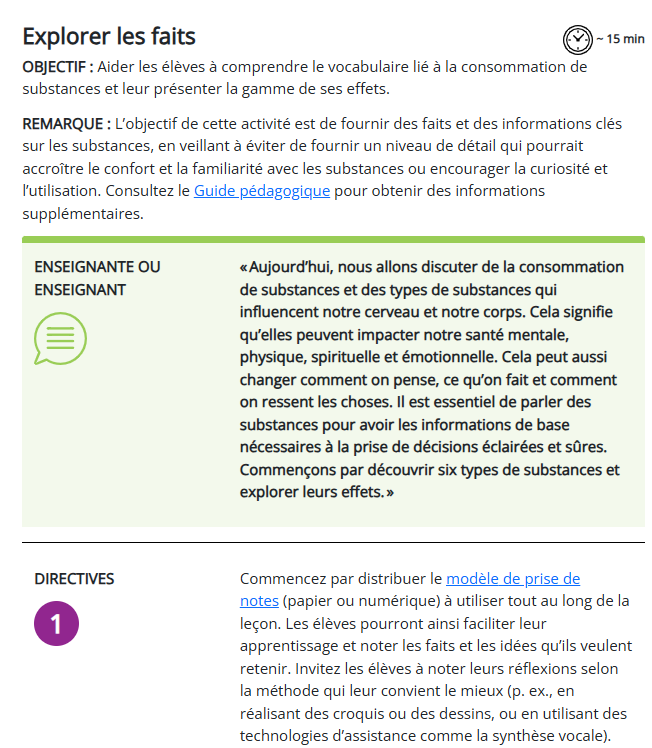 Explorer les faits
~ 15 min
OBJECTIF : Aider les élèves à comprendre le vocabulaire lié à la consommation de
substances et leur présenter la gamme de ses effets.
REMARQUE : L’objectif de cette activité est de fournir des faits et des informations clés
sur les substances, en veillant à éviter de fournir un niveau de détail qui pourrait
accroître le confort et la familiarité avec les substances ou encourager la curiosité et
l’utilisation. Consultez le Guide pédagogique pour obtenir des informations
supplémentaires.
ENSEIGNANTE OU
ENSEIGNANT
« Aujourd’hui, nous allons discuter de la consommation
de substances et des types de substances qui
influencent notre cerveau et notre corps. Cela signifie
qu’elles peuvent impacter notre santé mentale,
physique, spirituelle et émotionnelle. Cela peut aussi
changer comment on pense, ce qu’on fait et comment
on ressent les choses. Il est essentiel de parler des
substances pour avoir les informations de base
nécessaires à la prise de décisions éclairées et sûres.
Commençons par découvrir six types de substances et
explorer leurs effets. »
DIRECTIVES
1
Commencez par distribuer le modèle de prise de
notes (papier ou numérique) à utiliser tout au long de la
leçon. Les élèves pourront ainsi faciliter leur
apprentissage et noter les faits et les idées qu’ils veulent
retenir. Invitez les élèves à noter leurs réflexions selon
la méthode qui leur convient le mieux (p. ex., en
réalisant des croquis ou des dessins, ou en utilisant des
technologies d’assistance comme la synthèse vocale).